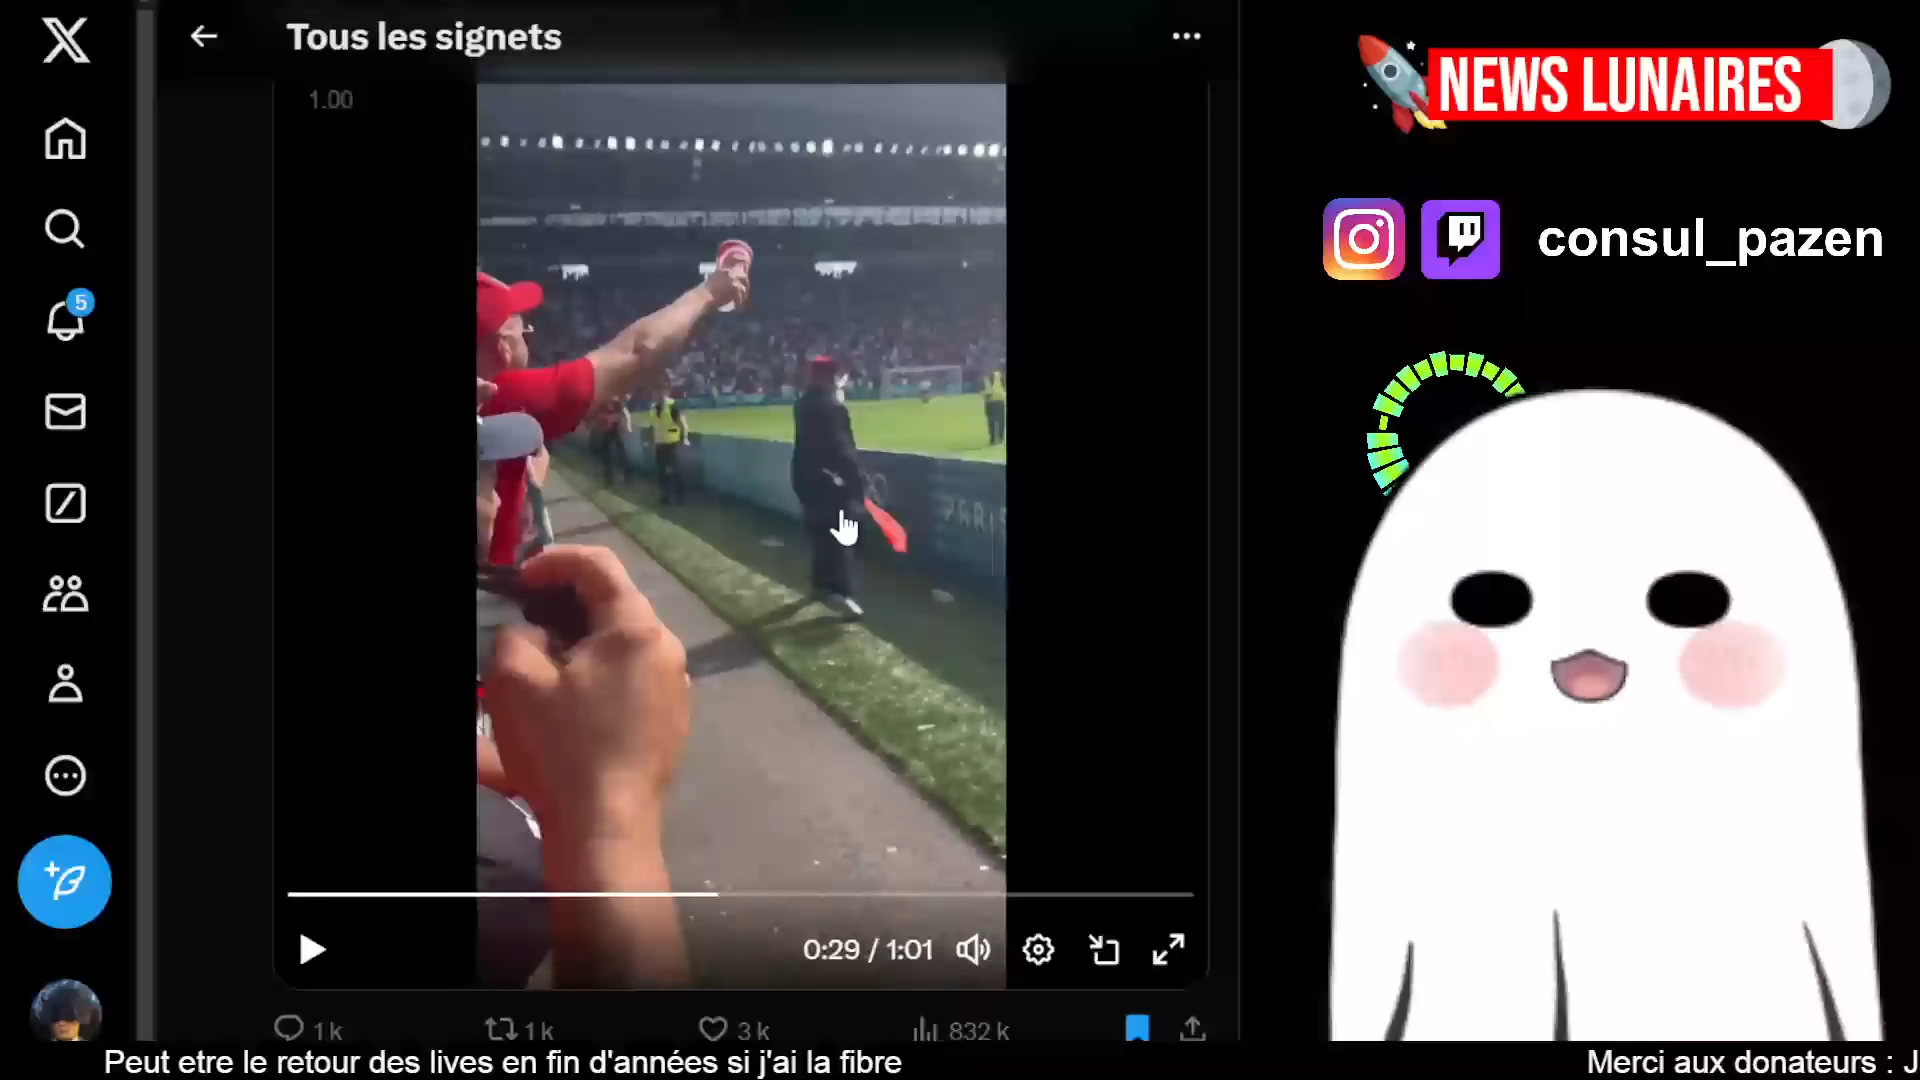 Tous les signets
1.00
NEWS LUNAIRES
consul_pazen
5
PARIS
0:29 / 1:01
1 k
1 k
3 k
832 k
Peut etre le retour des lives en fin d'années si j'ai la fibre
Merci aux donateurs : J